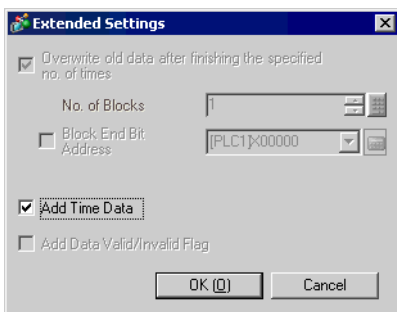 Extended Settings
Overwrite old data after finishing the specified
no. of times
No. of Blocks
1
Block End Bit
Address
[PLC1]X00000
Add Time Data
Add Data Valid/Invalid Flag
OK (O)
Cancel